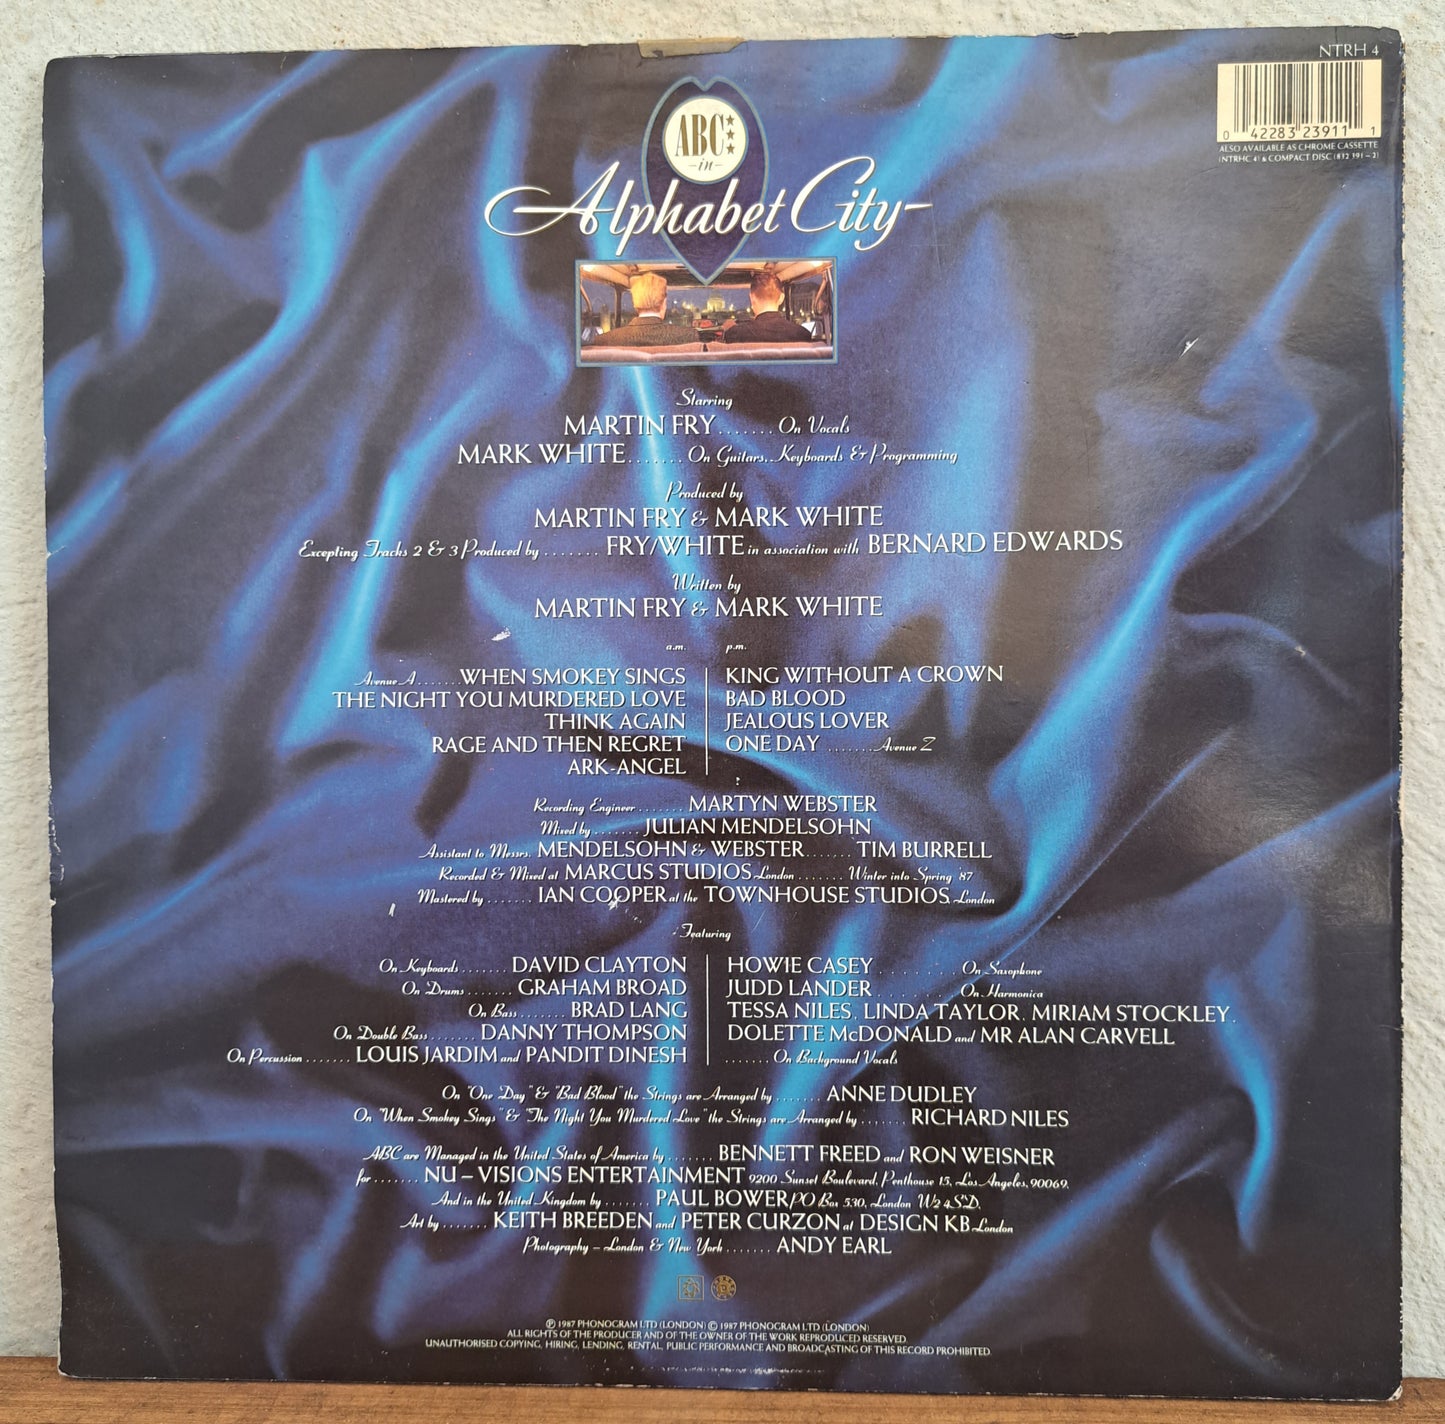 NTRH 4
0 42283 23911 1
ALSO AVAILABLE AS CHROME CASSETTE
(NTRHC 4) & COMPACT DISC (832 391 – 2)
ABC
–in–
Alphabet City
Starring
MARTIN FRY ....... On Vocals
MARK WHITE ....... On Guitars, Keyboards & Programming
Produced by
MARTIN FRY & MARK WHITE
Excepting Tracks 2 & 3 Produced by ....... FRY/WHITE in association with BERNARD EDWARDS
Written by
MARTIN FRY & MARK WHITE
a.m. p.m.
Avenue A ....... WHEN SMOKEY SINGS
THE NIGHT YOU MURDERED LOVE
THINK AGAIN
RAGE AND THEN REGRET
ARK-ANGEL
KING WITHOUT A CROWN
BAD BLOOD
JEALOUS LOVER
ONE DAY ....... Avenue Z
Recording Engineer ....... MARTYN WEBSTER
Mixed by ....... JULIAN MENDELSOHN
Assistant to Messrs. MENDELSOHN & WEBSTER ....... TIM BURRELL
Recorded & Mixed at MARCUS STUDIOS London ....... Winter into Spring '87
Mastered by ....... IAN COOPER at the TOWNHOUSE STUDIOS, London
Featuring
On Keyboards ....... DAVID CLAYTON
On Drums ....... GRAHAM BROAD
On Bass ....... BRAD LANG
On Double Bass ....... DANNY THOMPSON
On Percussion ....... LOUIS JARDIM and PANDIT DINESH
HOWIE CASEY ....... On Saxophone
JUDD LANDER ....... On Harmonica
TESSA NILES, LINDA TAYLOR, MIRIAM STOCKLEY,
DOLETTE McDONALD and MR ALAN CARVELL
....... On Background Vocals
On "One Day" & "Bad Blood" the Strings are Arranged by ....... ANNE DUDLEY
On "When Smokey Sings" & "The Night You Murdered Love" the Strings are Arranged by ....... RICHARD NILES
ABC are Managed in the United States of America by ....... BENNETT FREED and RON WEISNER
for ....... NU – VISIONS ENTERTAINMENT 9200 Sunset Boulevard, Penthouse 15, Los Angeles, 90069,
And in the United Kingdom by ....... PAUL BOWER PO Box 530, London W2 4SD.
Art by ....... KEITH BREEDEN and PETER CURZON at DESIGN KB London
Photography – London & New York ....... ANDY EARL
℗ 1987 PHONOGRAM LTD (LONDON) © 1987 PHONOGRAM LTD (LONDON)
ALL RIGHTS OF THE PRODUCER AND OF THE OWNER OF THE WORK REPRODUCED RESERVED.
UNAUTHORISED COPYING, HIRING, LENDING, RENTAL, PUBLIC PERFORMANCE AND BROADCASTING OF THIS RECORD PROHIBITED.